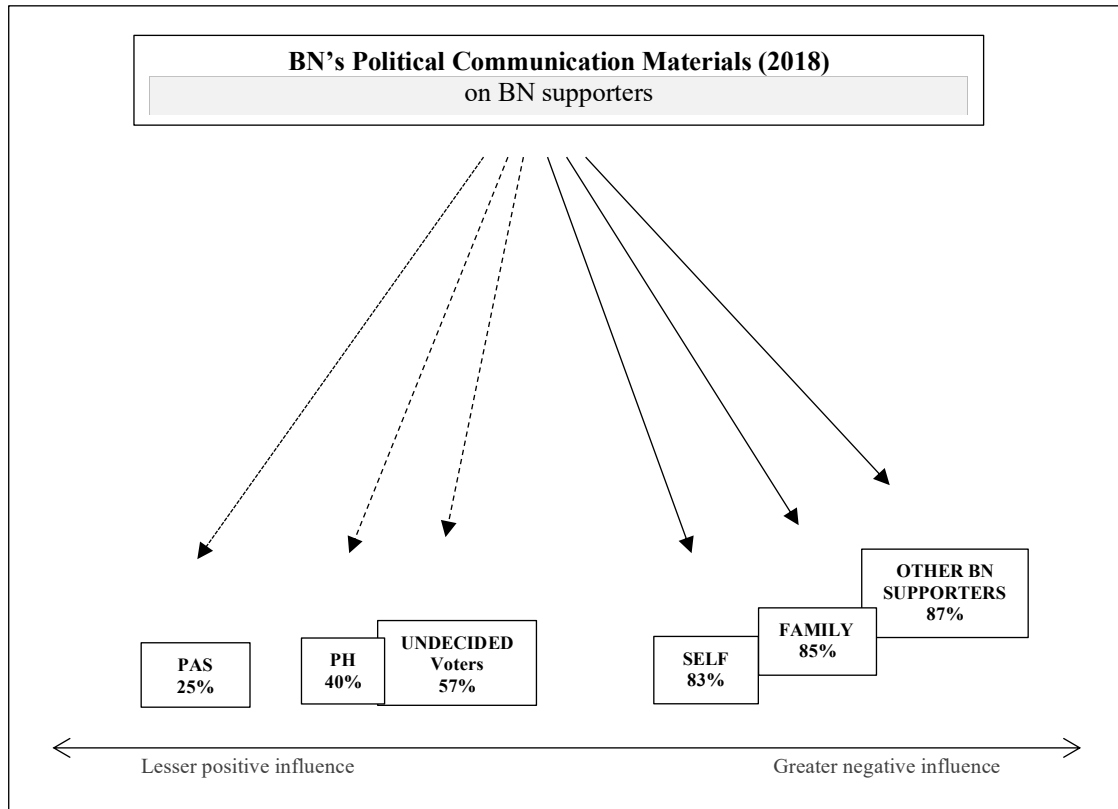 BN's Political Communication Materials (2018)
on BN supporters
PAS
25%
PH
40%
UNDECIDED
Voters
57%
SELF
83%
FAMILY
85%
OTHER BN
SUPPORTERS
87%
Lesser positive influence
Greater negative influence